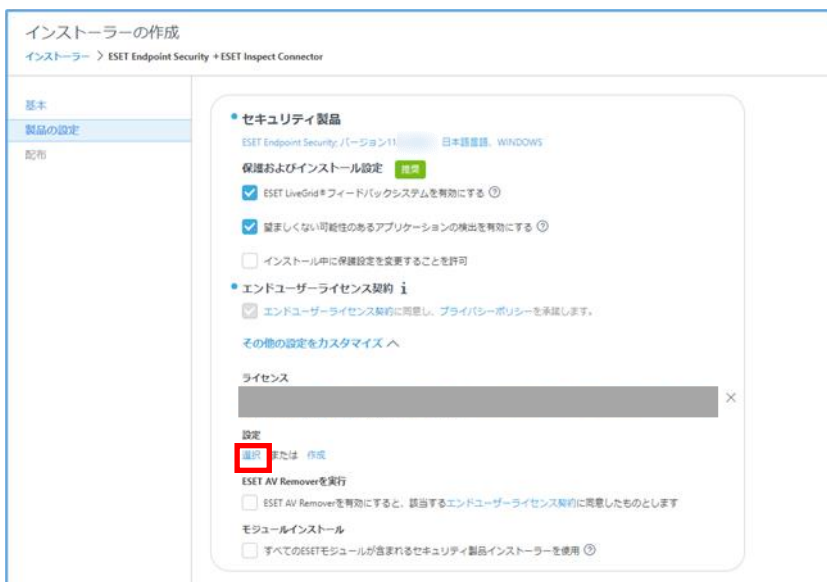 インストーラーの作成
インストーラー > ESET Endpoint Security +ESET Inspect Connector
基本
製品の設定
配布
セキュリティ製品
ESET Endpoint Security; バージョン11 日本語
WINDOWS
保護およびインストール設定 推奨
ESET LiveGrid®フィードバックシステムを有効にする ?
望ましくない可能性のあるアプリケーションの検出を有効にする ?
インストール中に保護設定を変更することを許可
エンドユーザーライセンス契約 i
エンドユーザーライセンス契約に同意し、プライバシーポリシーを承諾します。
その他の設定をカスタマイズ
ライセンス
設定
選択 または 作成
ESET AV Removerを実行
ESET AV Removerを有効にすると、該当するエンドユーザーライセンス契約に同意したものとします
モジュールインストール
すべてのESETモジュールが含まれるセキュリティ製品インストーラーを使用 ?